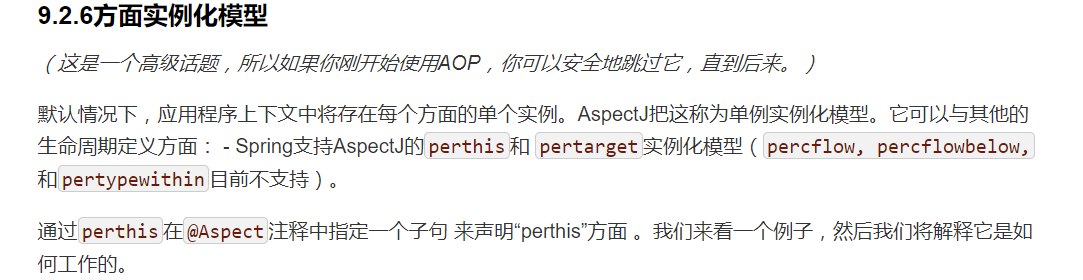 9.2.6方面实例化模型
（这是一个高级话题，所以如果你刚开始使用AOP，你可以安全地跳过它，直到后来。）
默认情况下，应用程序上下文中将存在每个方面的单个实例。AspectJ把这称为单例实例化模型。它可以与其他的
生命周期定义方面： - Spring支持AspectJ的perthis和 pertarget实例化模型（percflow, percflowbelow,
和pertypewithin目前不支持）。
通过perthis在@Aspect注释中指定一个子句 来声明“perthis”方面 。我们来看一个例子，然后我们将解释它是如
何工作的。